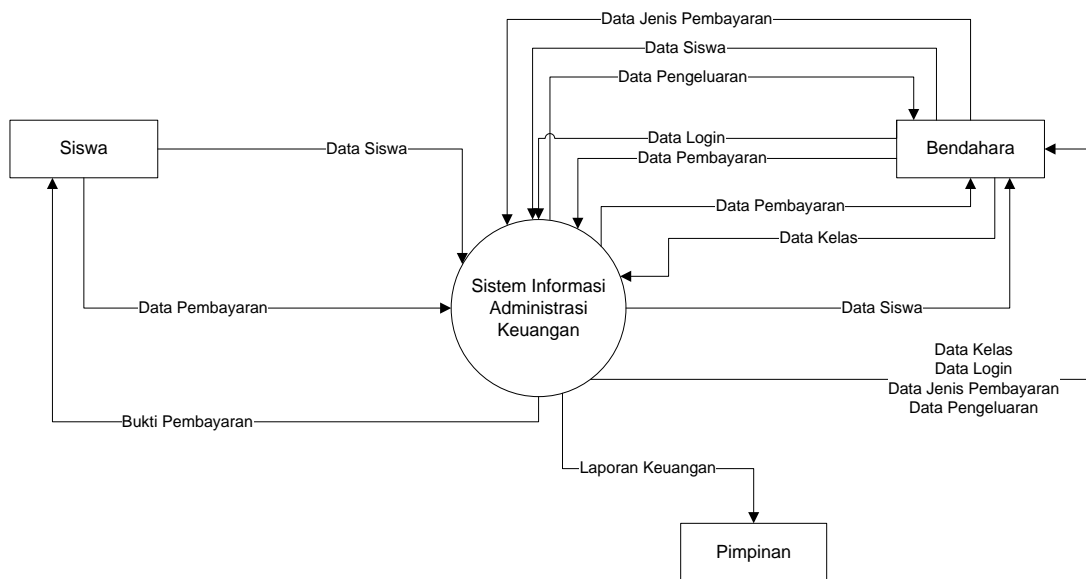 Data Jenis Pembayaran
Data Siswa
Data Pengeluaran
Siswa
Data Siswa
Data Login
Bendahara
Data Pembayaran
Data Pembayaran
Data Kelas
Sistem Informasi
Administrasi
Keuangan
Data Pembayaran
Data Siswa
Data Kelas
Data Login
Data Jenis Pembayaran
Data Pengeluaran
Bukti Pembayaran
Laporan Keuangan
Pimpinan